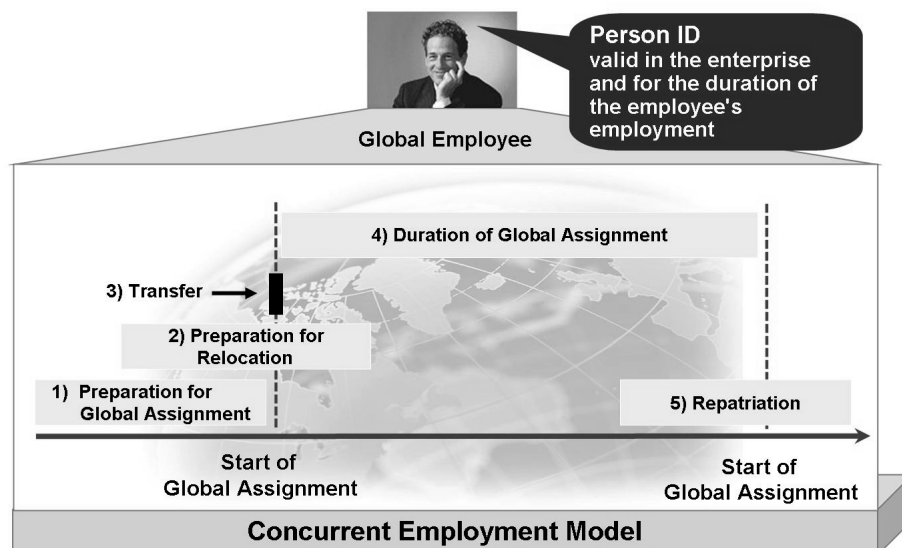 Person ID
valid in the enterprise
and for the duration of
the employee's
employment
Global Employee
4) Duration of Global Assignment
3) Transfer
2) Preparation for
Relocation
1) Preparation for
Global Assignment
5) Repatriation
Start of
Global Assignment
Start of
Global Assignment
Concurrent Employment Model